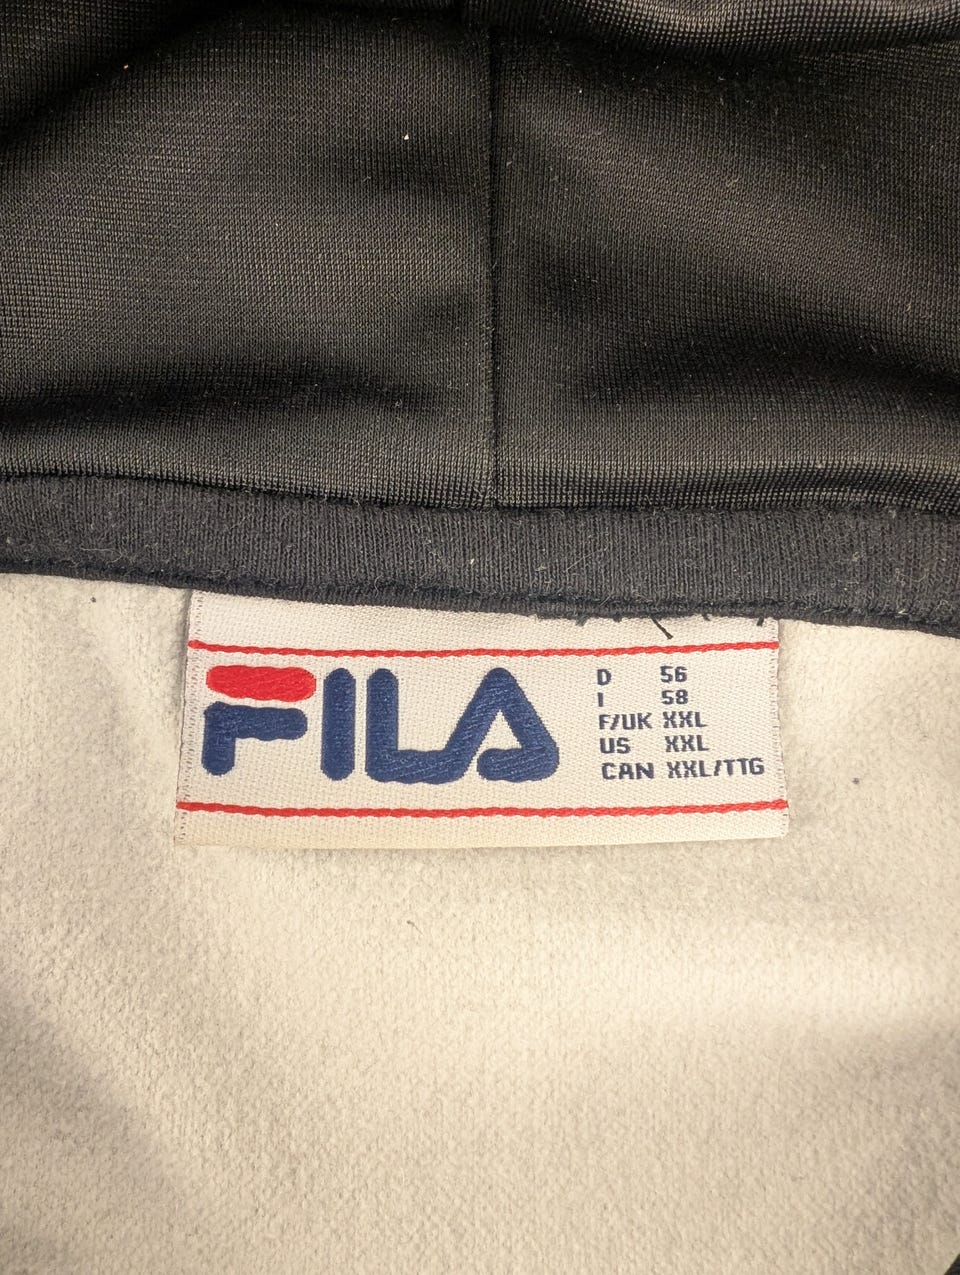 FILA
D 56
I 58
F/UK XXL
US XXL
CAN XXL/TTG